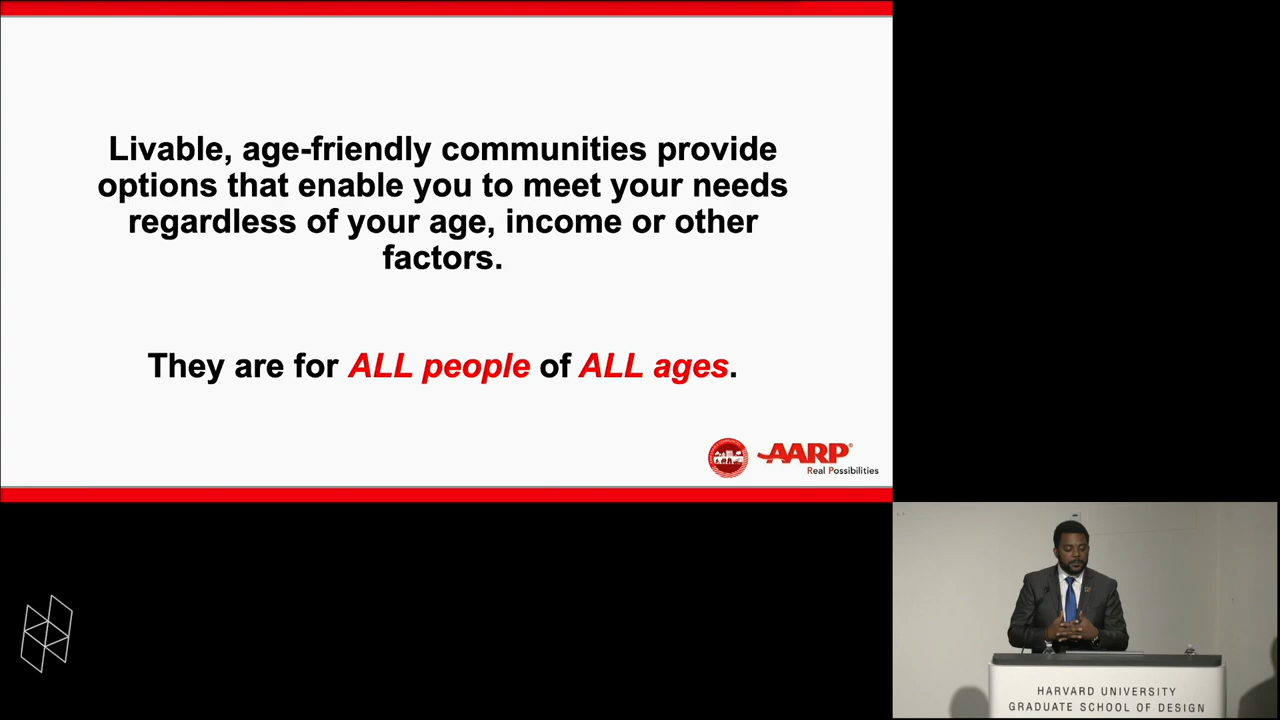 Livable, age-friendly communities provide
options that enable you to meet your needs
regardless of your age, income or other
factors.
They are for ALL people of ALL ages.
AARP®
Real Possibilities
HARVARD UNIVERSITY
GRADUATE SCHOOL OF DESIGN